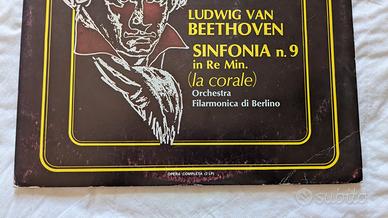 LUDWIG VAN
BEETHOVEN
SINFONIA n. 9
in Re Min.
(la corale)
Orchestra
Filarmonica di Berlino
OPERA COMPLETA (2 LP)
subito